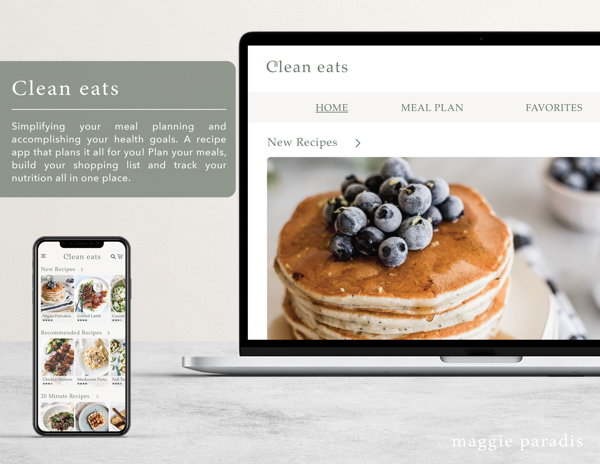 Clean eats
Simplifying your meal planning and
accomplishing your health goals. A recipe
app that plans it all for you! Plan your meals,
build your shopping list and track your
nutrition all in one place.
Clean eats
HOME MEAL PLAN FAVORITES
New Recipes
Clean eats
New Recipes
Vegan Pancakes Grilled Lamb
Recommended Recipes
Chicken Skewers Mushroom Pasta
20 Minute Recipes
maggie paradis